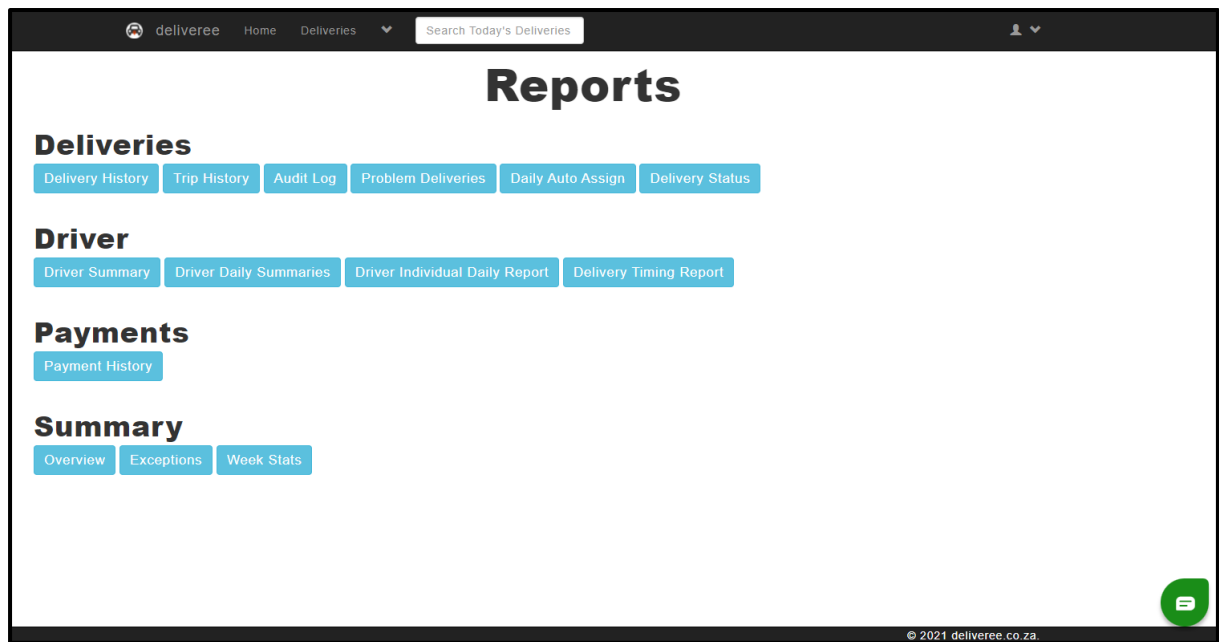 deliveree Home Deliveries Search Today's Deliveries
Reports
Deliveries
Delivery History Trip History Audit Log Problem Deliveries Daily Auto Assign Delivery Status
Driver
Driver Summary Driver Daily Summaries Driver Individual Daily Report Delivery Timing Report
Payments
Payment History
Summary
Overview Exceptions Week Stats
© 2021 deliveree.co.za.